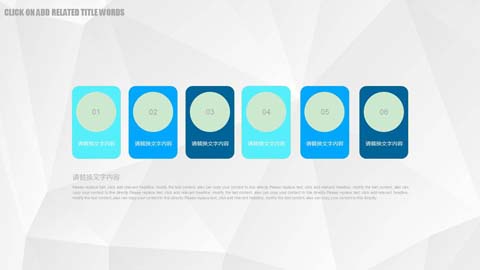 CLICK ON ADD RELATED TITLE WORDS
01
02
03
04
05
06
请替换文字内容
请替换文字内容
请替换文字内容
请替换文字内容
请替换文字内容
请替换文字内容
请替换文字内容
Please replace text, click add relevant headline, modify the text content, also can copy your content to this directly. Please replace text, click add relevant headline, modify the text content, also can
copy your content to this directly. Please replace text, click add relevant headline, modify the text content, also can copy your content to this directly. Please replace text, click add relevant headline,
modify the text content, also can copy your content to this directly. Please replace text, click add relevant headline, modify the text content, also can copy your content to this directly.